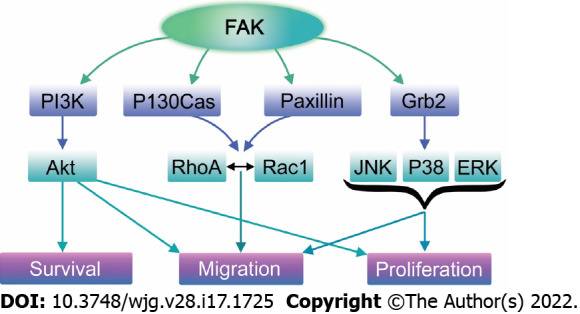 FAK
PI3K P130Cas Paxillin Grb2
Akt RhoA Rac1 JNK P38 ERK
Survival Migration Proliferation
DOI: 10.3748/wjg.v28.i17.1725 Copyright ©The Author(s) 2022.